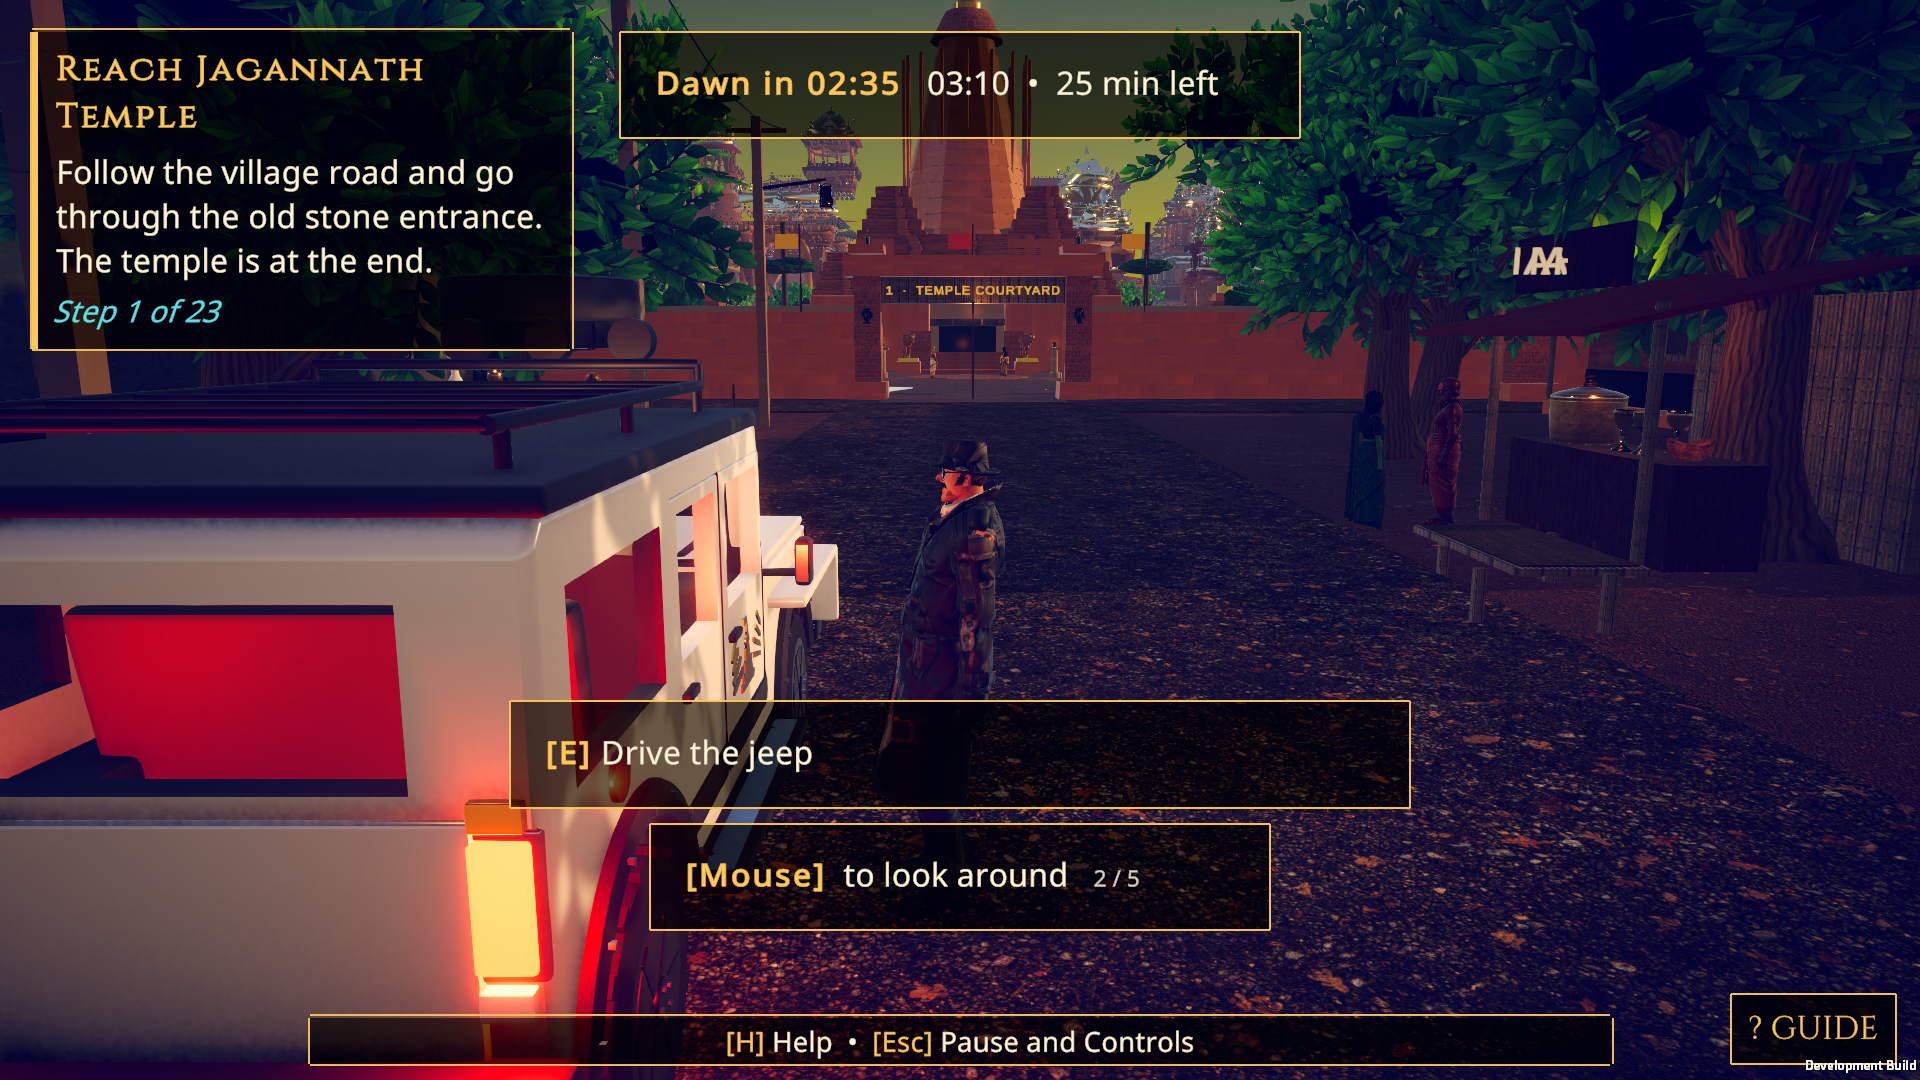 REACH JAGANNATH
TEMPLE
Follow the village road and go
through the old stone entrance.
The temple is at the end.
Step 1 of 23
Dawn in 02:35 03:10 • 25 min left
1 · TEMPLE COURTYARD
[E] Drive the jeep
[Mouse] to look around 2 / 5
[H] Help • [Esc] Pause and Controls
? GUIDE
Development Build